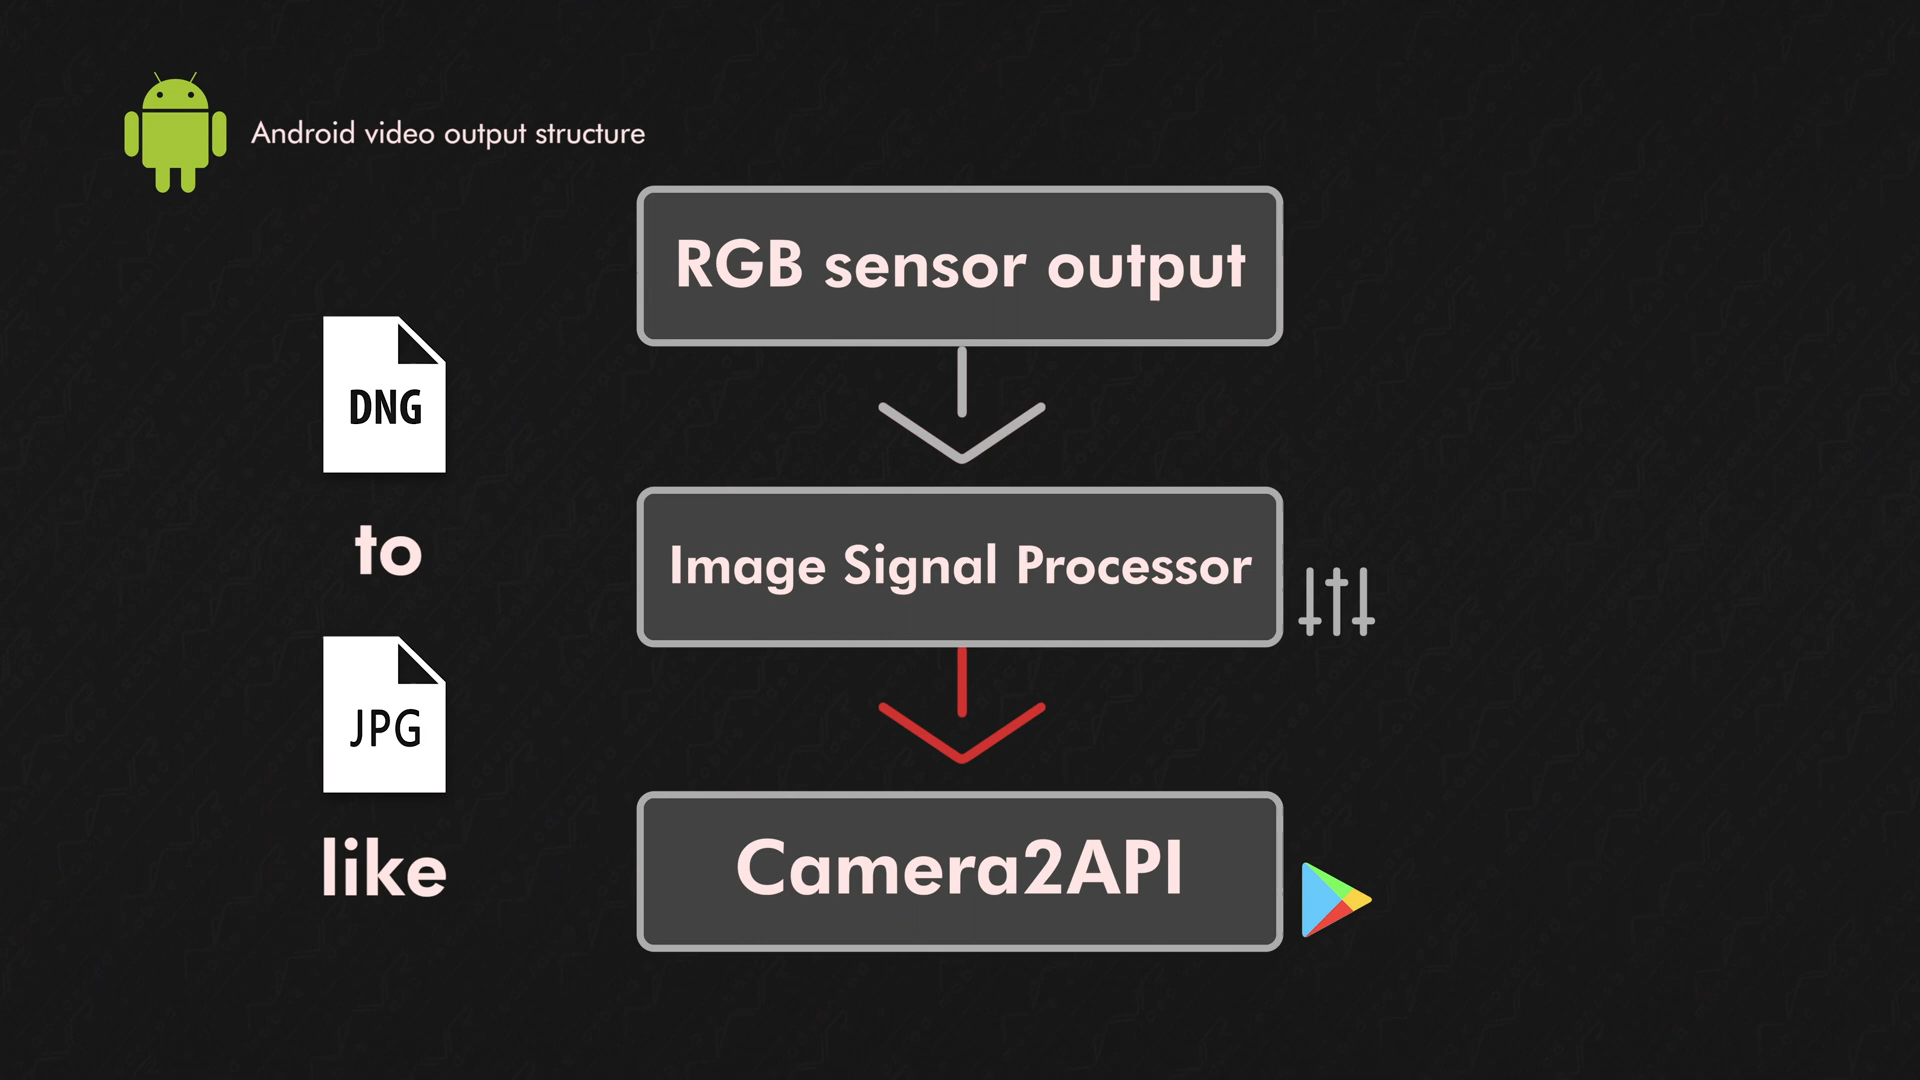 Android video output structure
RGB sensor output
DNG
to
Image Signal Processor
JPG
like
Camera2API